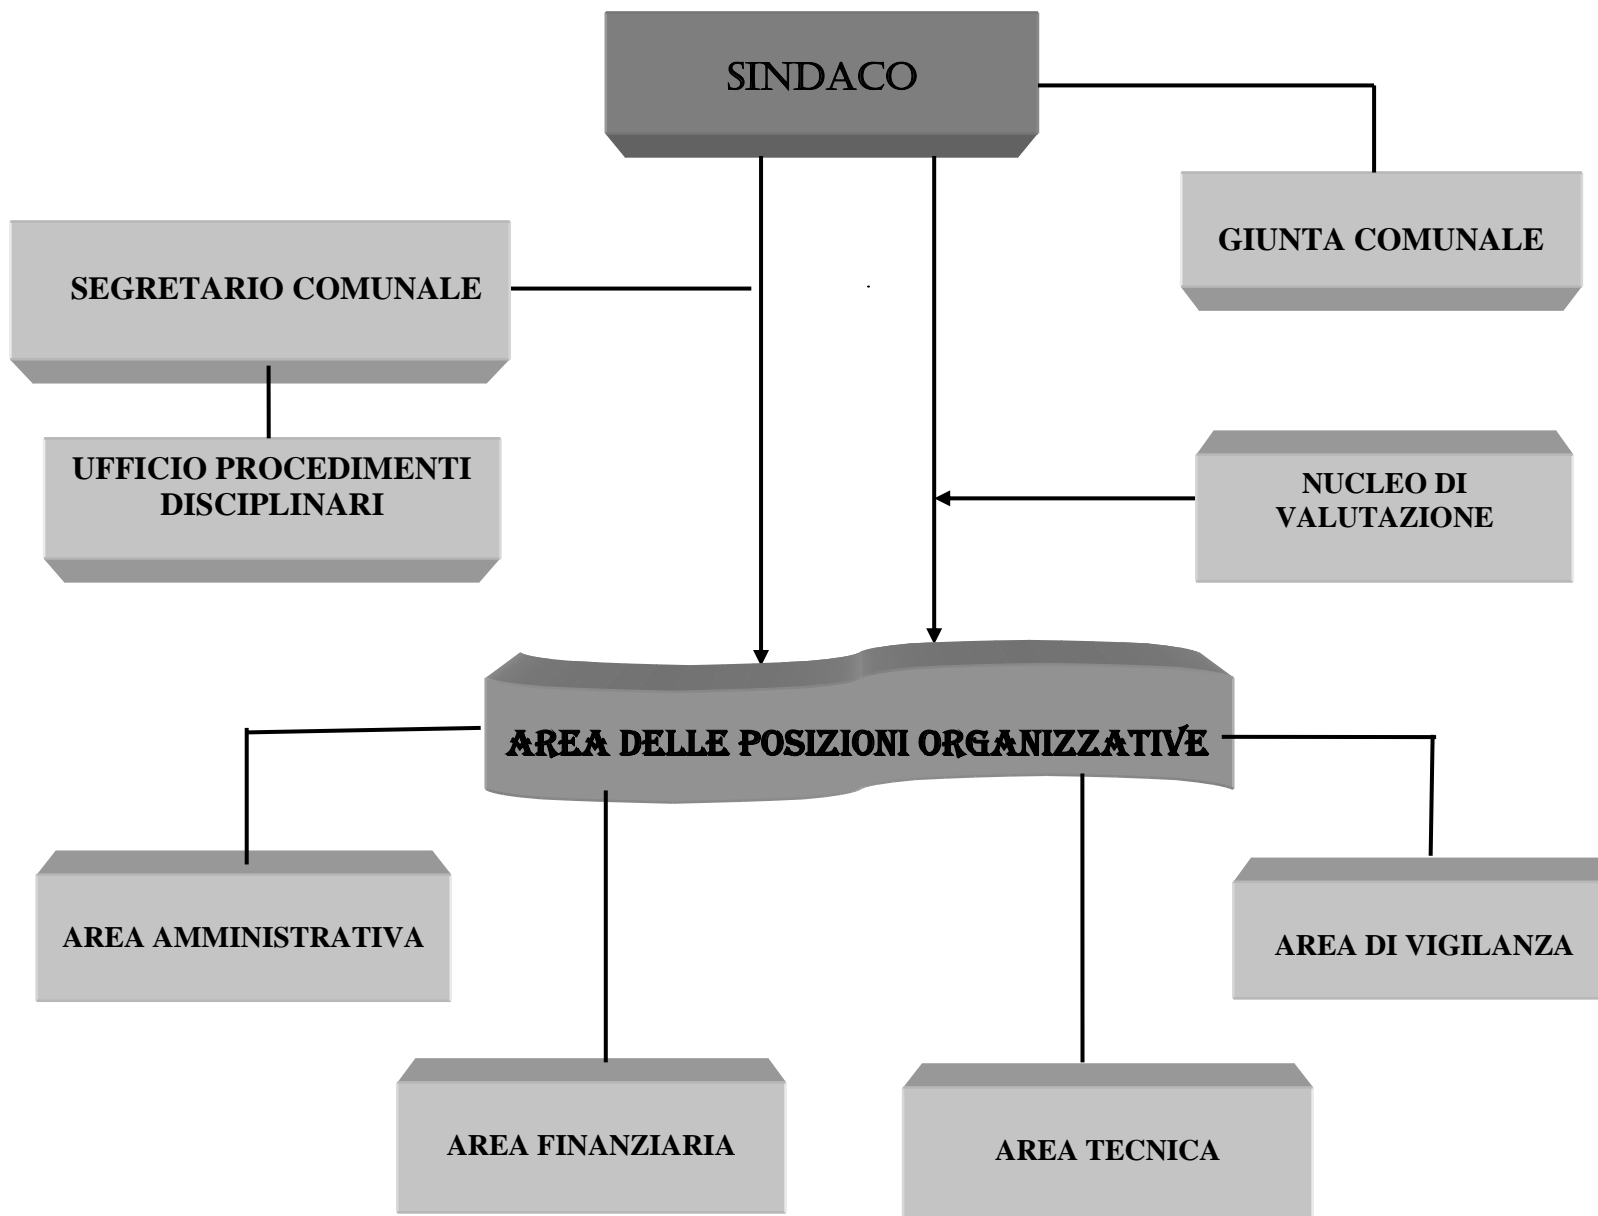 SINDACO
GIUNTA COMUNALE
SEGRETARIO COMUNALE
UFFICIO PROCEDIMENTI
DISCIPLINARI
NUCLEO DI
VALUTAZIONE
AREA DELLE POSIZIONI ORGANIZZATIVE
AREA AMMINISTRATIVA
AREA DI VIGILANZA
AREA FINANZIARIA
AREA TECNICA